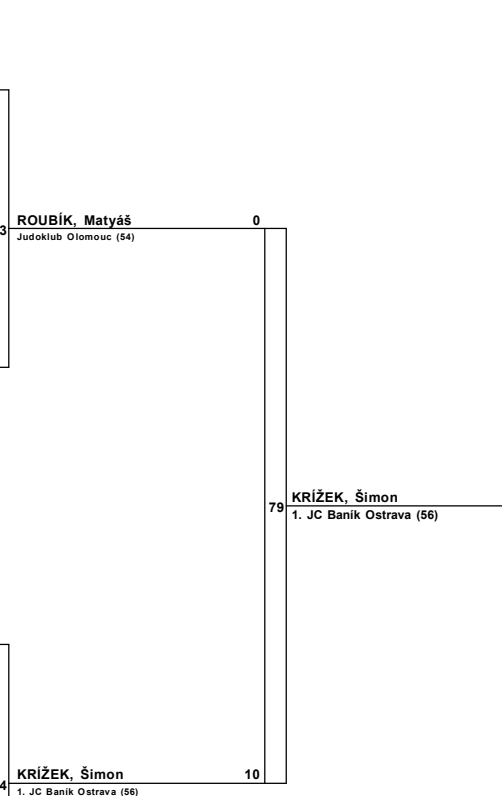 3
ROUBÍK, Matyáš 0
Judoklub Olomouc (54)
79
KRÍŽEK, Šimon
1. JC Baník Ostrava (56)
4
KRÍŽEK, Šimon 10
1. JC Baník Ostrava (56)